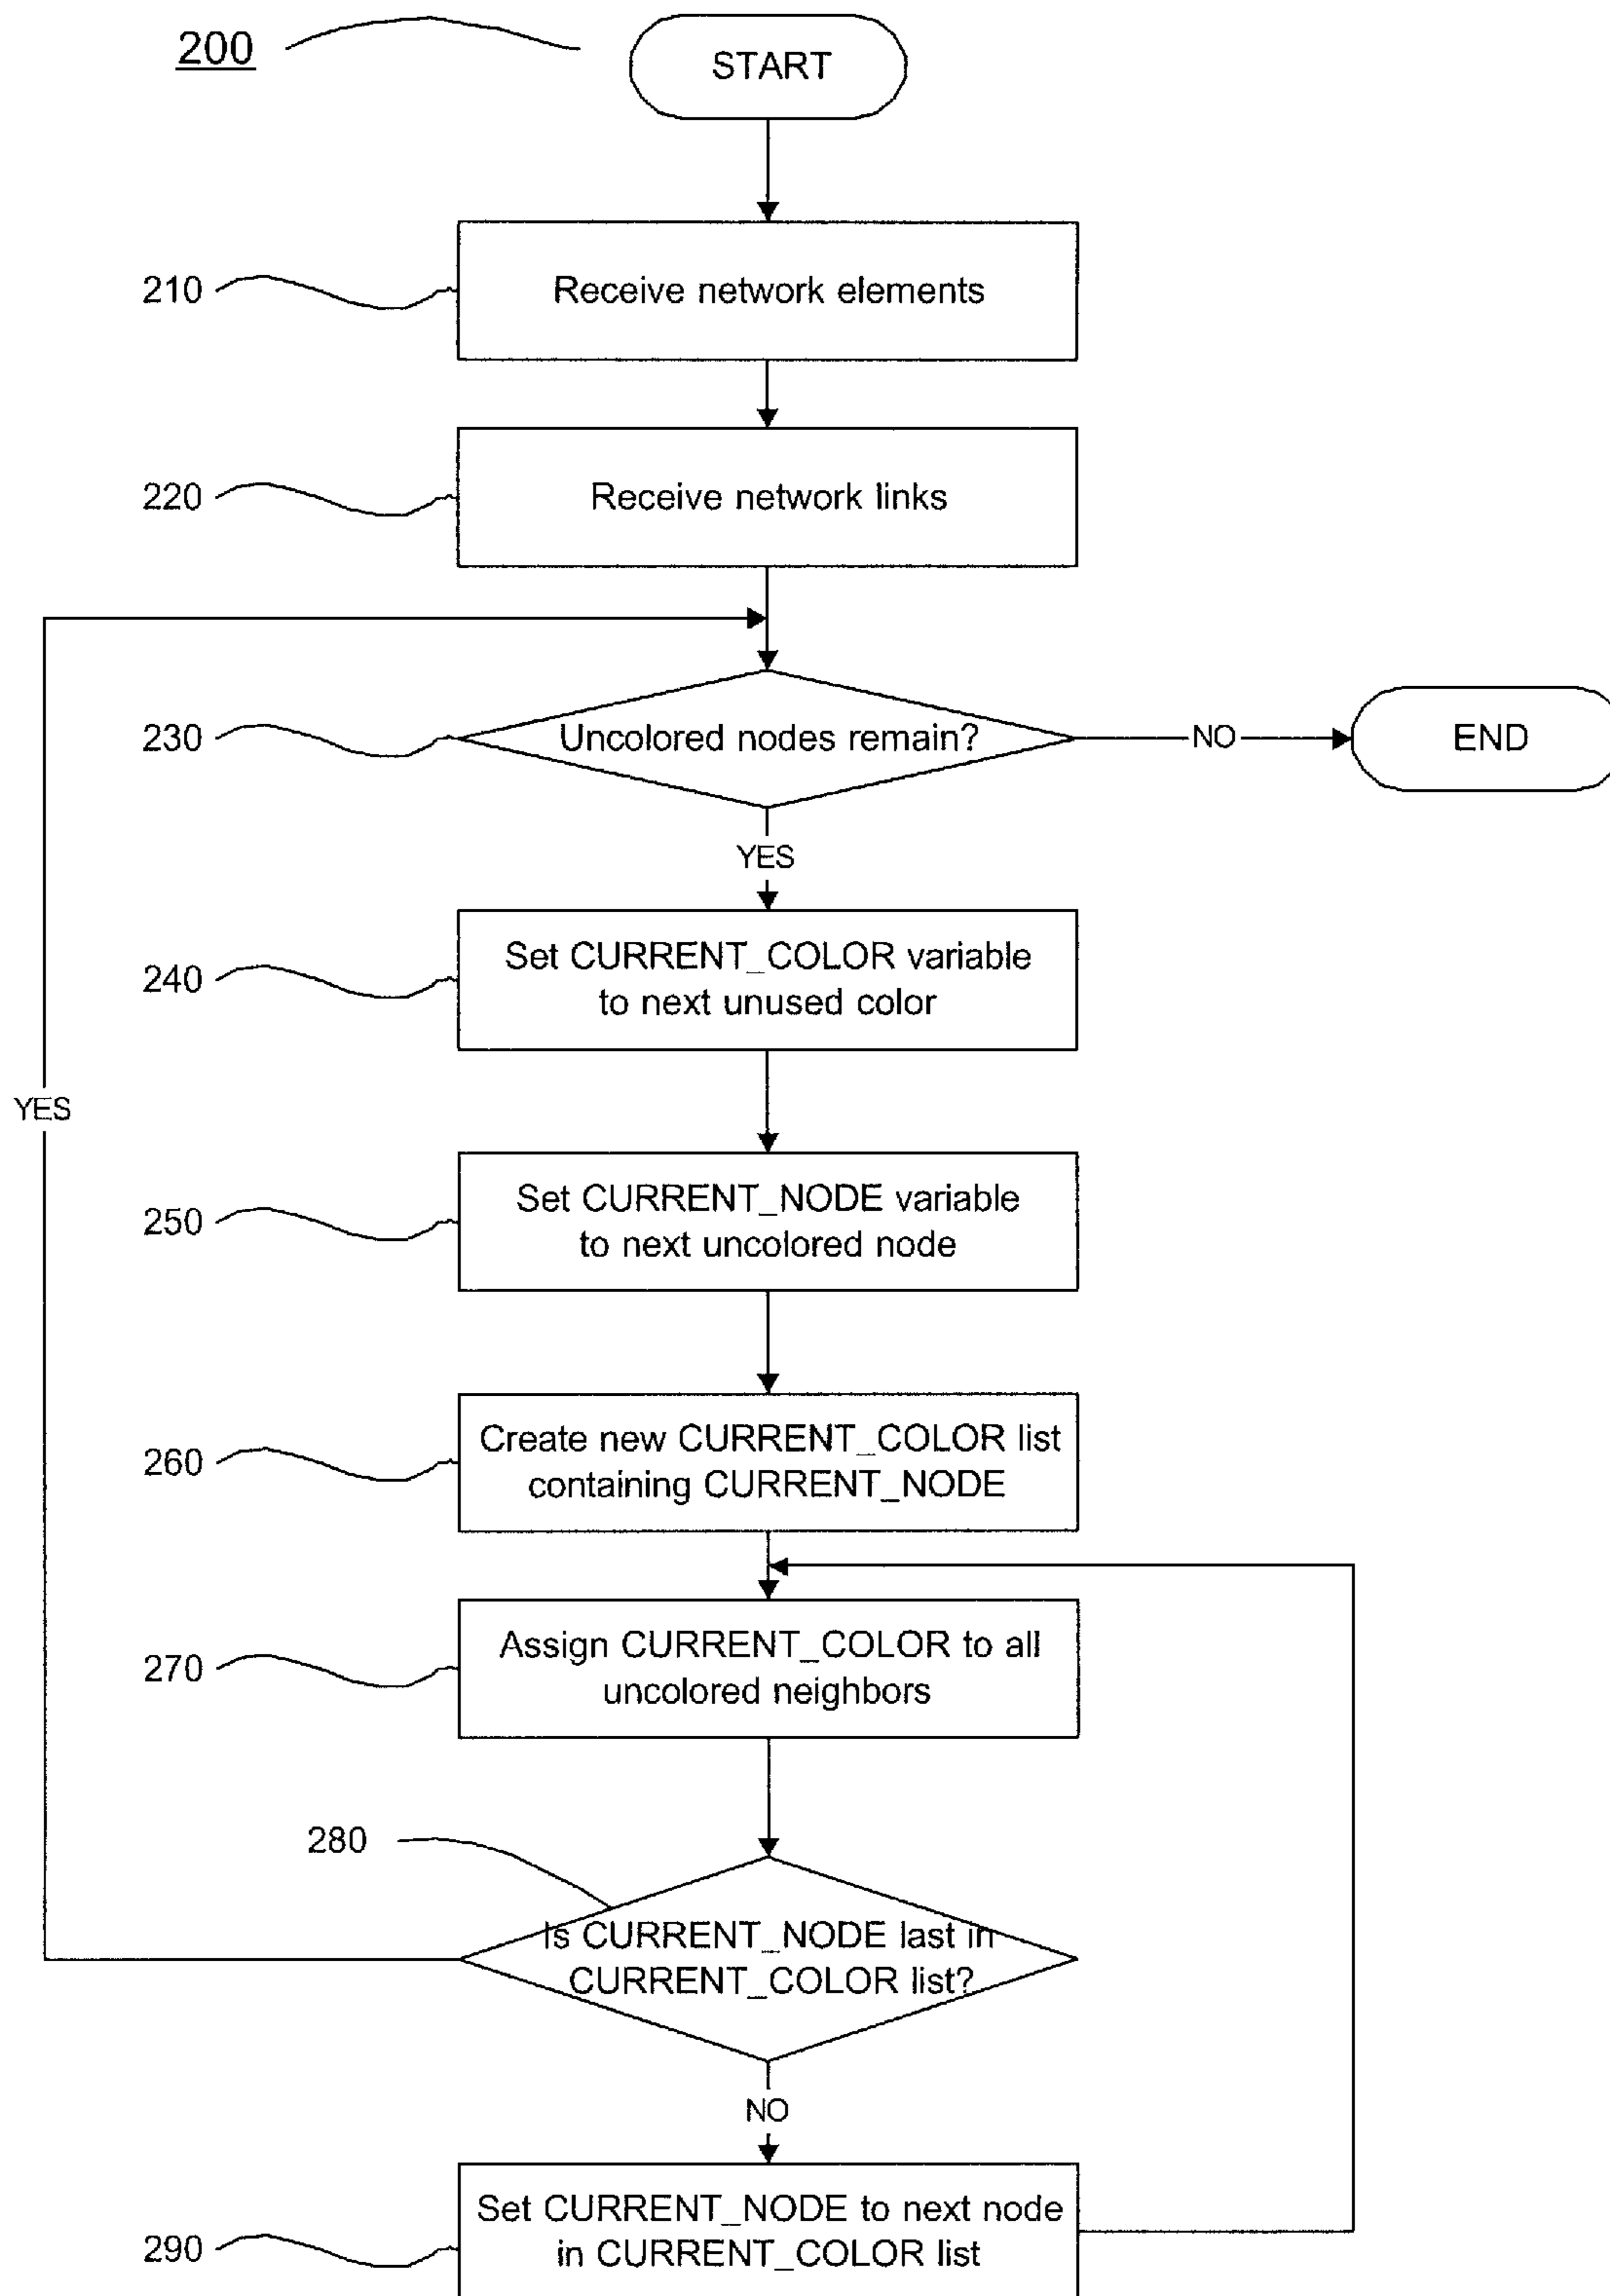 200
START
210
Receive network elements
220
Receive network links
230
Uncolored nodes remain?
NO
END
YES
240
Set CURRENT_COLOR variable
to next unused color
YES
250
Set CURRENT_NODE variable
to next uncolored node
260
Create new CURRENT_COLOR list
containing CURRENT_NODE
270
Assign CURRENT_COLOR to all
uncolored neighbors
280
Is CURRENT_NODE last in
CURRENT_COLOR list?
NO
290
Set CURRENT_NODE to next node
in CURRENT_COLOR list